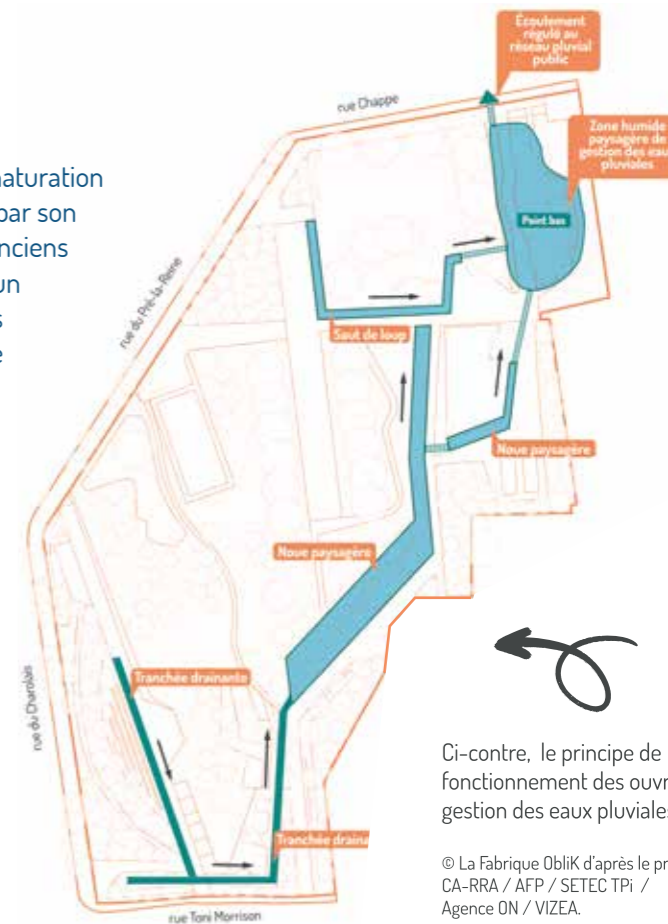 Écoulement
régulé au
réseau pluvial
public
rue Chappe
Zone humide
paysagère de
gestion des eaux
pluviales
Point bas
naturation
par son
anciens
un
rue du Pré-la-Reine
Saut de loup
Noue paysagère
Noue paysagère
Tranchée drainante
rue du Charolais
Tranchée draina
rue Toni Morrison
Ci-contre, le principe de
fonctionnement des ouvr
gestion des eaux pluviales
© La Fabrique ObliK d'après le pr
CA-RRA / AFP / SETEC TPi /
Agence ON / VIZEA.